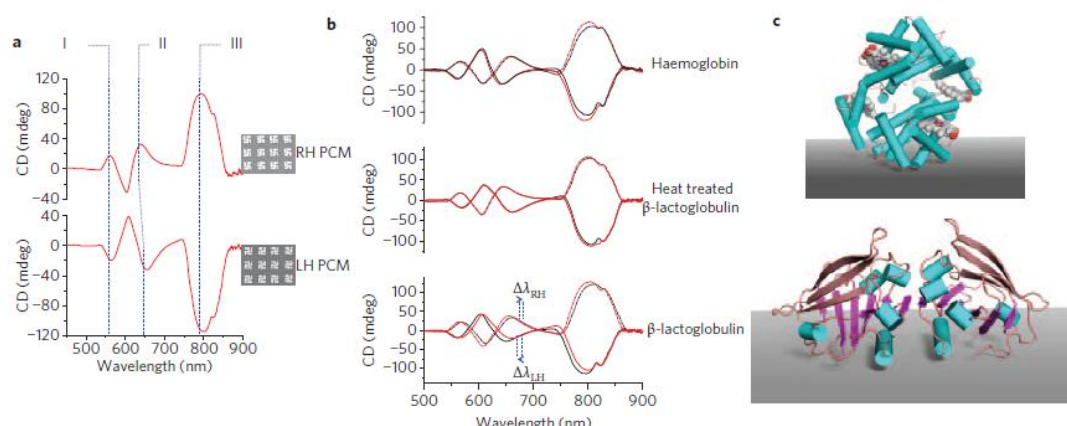 a
I
II
III
120
80
40
0
−40
CD (mdeg)
RH PCM
40
0
−40
−80
−120
CD (mdeg)
LH PCM
500 600 700 800 900
Wavelength (nm)
b
100
50
0
−50
−100
CD (mdeg)
Haemoglobin
100
50
0
−50
−100
CD (mdeg)
Heat treated
β-lactoglobulin
100
50
0
−50
−100
CD (mdeg)
ΔλRH
ΔλLH
β-lactoglobulin
500 600 700 800 900
Wavelength (nm)
c